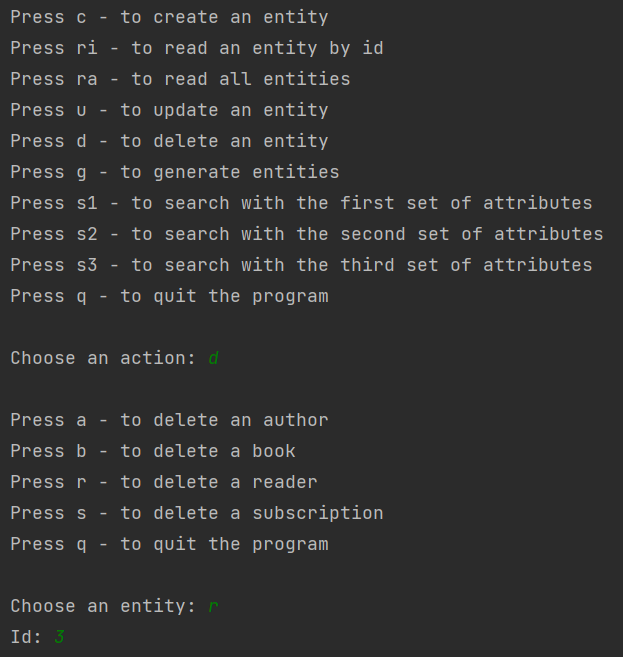 Press c - to create an entity
Press ri - to read an entity by id
Press ra - to read all entities
Press u - to update an entity
Press d - to delete an entity
Press g - to generate entities
Press s1 - to search with the first set of attributes
Press s2 - to search with the second set of attributes
Press s3 - to search with the third set of attributes
Press q - to quit the program
Choose an action: d
Press a - to delete an author
Press b - to delete a book
Press r - to delete a reader
Press s - to delete a subscription
Press q - to quit the program
Choose an entity: r
Id: 3